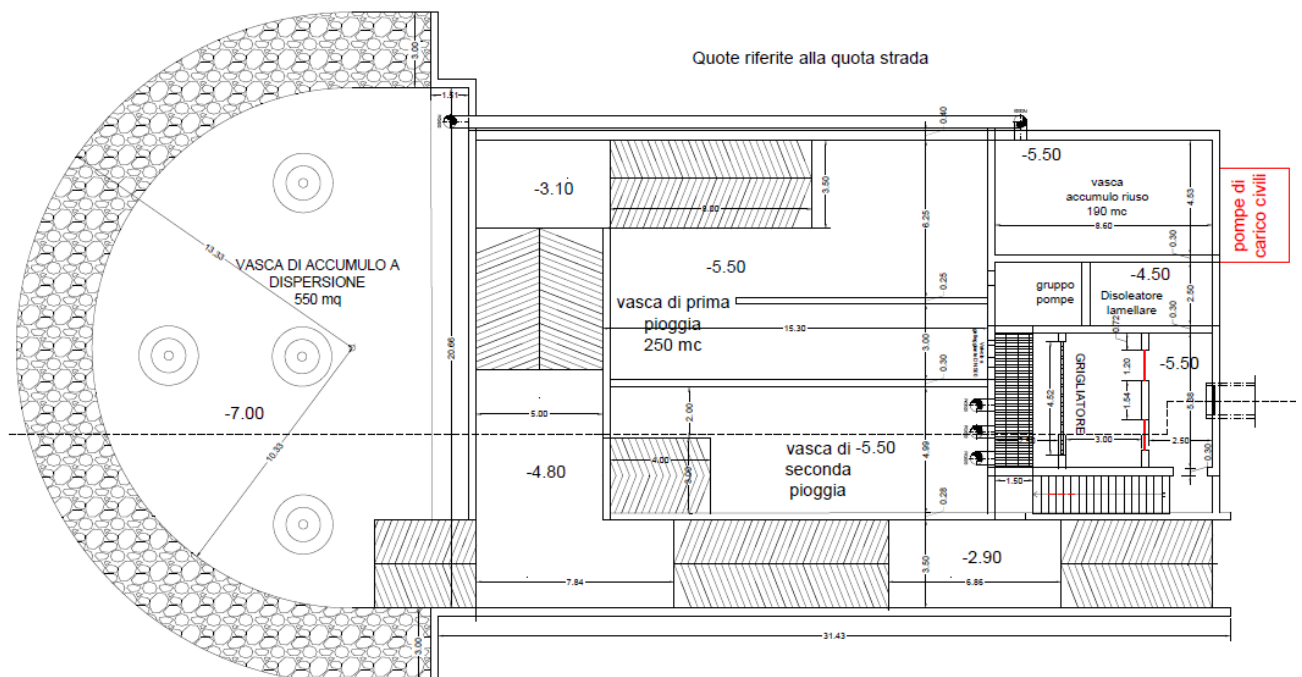 Quote riferite alla quota strada
3.00
1.51
0.40
-5.50
vasca
accumulo riuso
190 mc
8.60
4.53
0.30
pompe di
carico civili
-3.10
8.00
3.50
6.25
13.33
VASCA DI ACCUMULO A
DISPERSIONE
550 mq
-5.50
vasca di prima
pioggia
250 mc
0.25
15.30
3.00
0.30
gruppo
pompe
-4.50
Disoleatore
lamellare
2.50
0.72
20.66
-7.00
10.33
5.00
2.00
4.00
3.00
-4.80
vasca di -5.50
seconda
pioggia
4.99
0.28
4.52
GRIGLIATORE
1.20
1.54
-5.50
3.00
2.50
0.30
1.50
7.84
3.50
-2.90
6.86
31.43
3.00